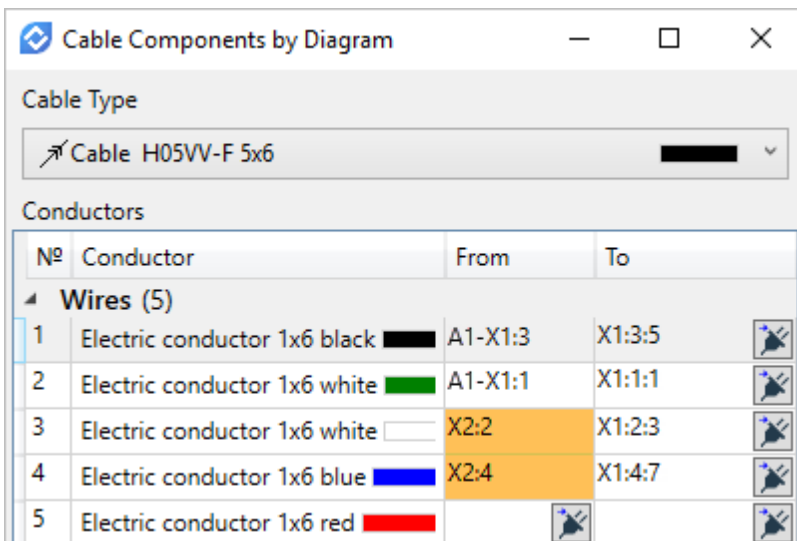 Cable Components by Diagram
Cable Type
Cable H05VV-F 5x6
Conductors
№ Conductor From To
Wires (5)
1 Electric conductor 1x6 black A1-X1:3 X1:3:5
2 Electric conductor 1x6 white A1-X1:1 X1:1:1
3 Electric conductor 1x6 white X2:2 X1:2:3
4 Electric conductor 1x6 blue X2:4 X1:4:7
5 Electric conductor 1x6 red